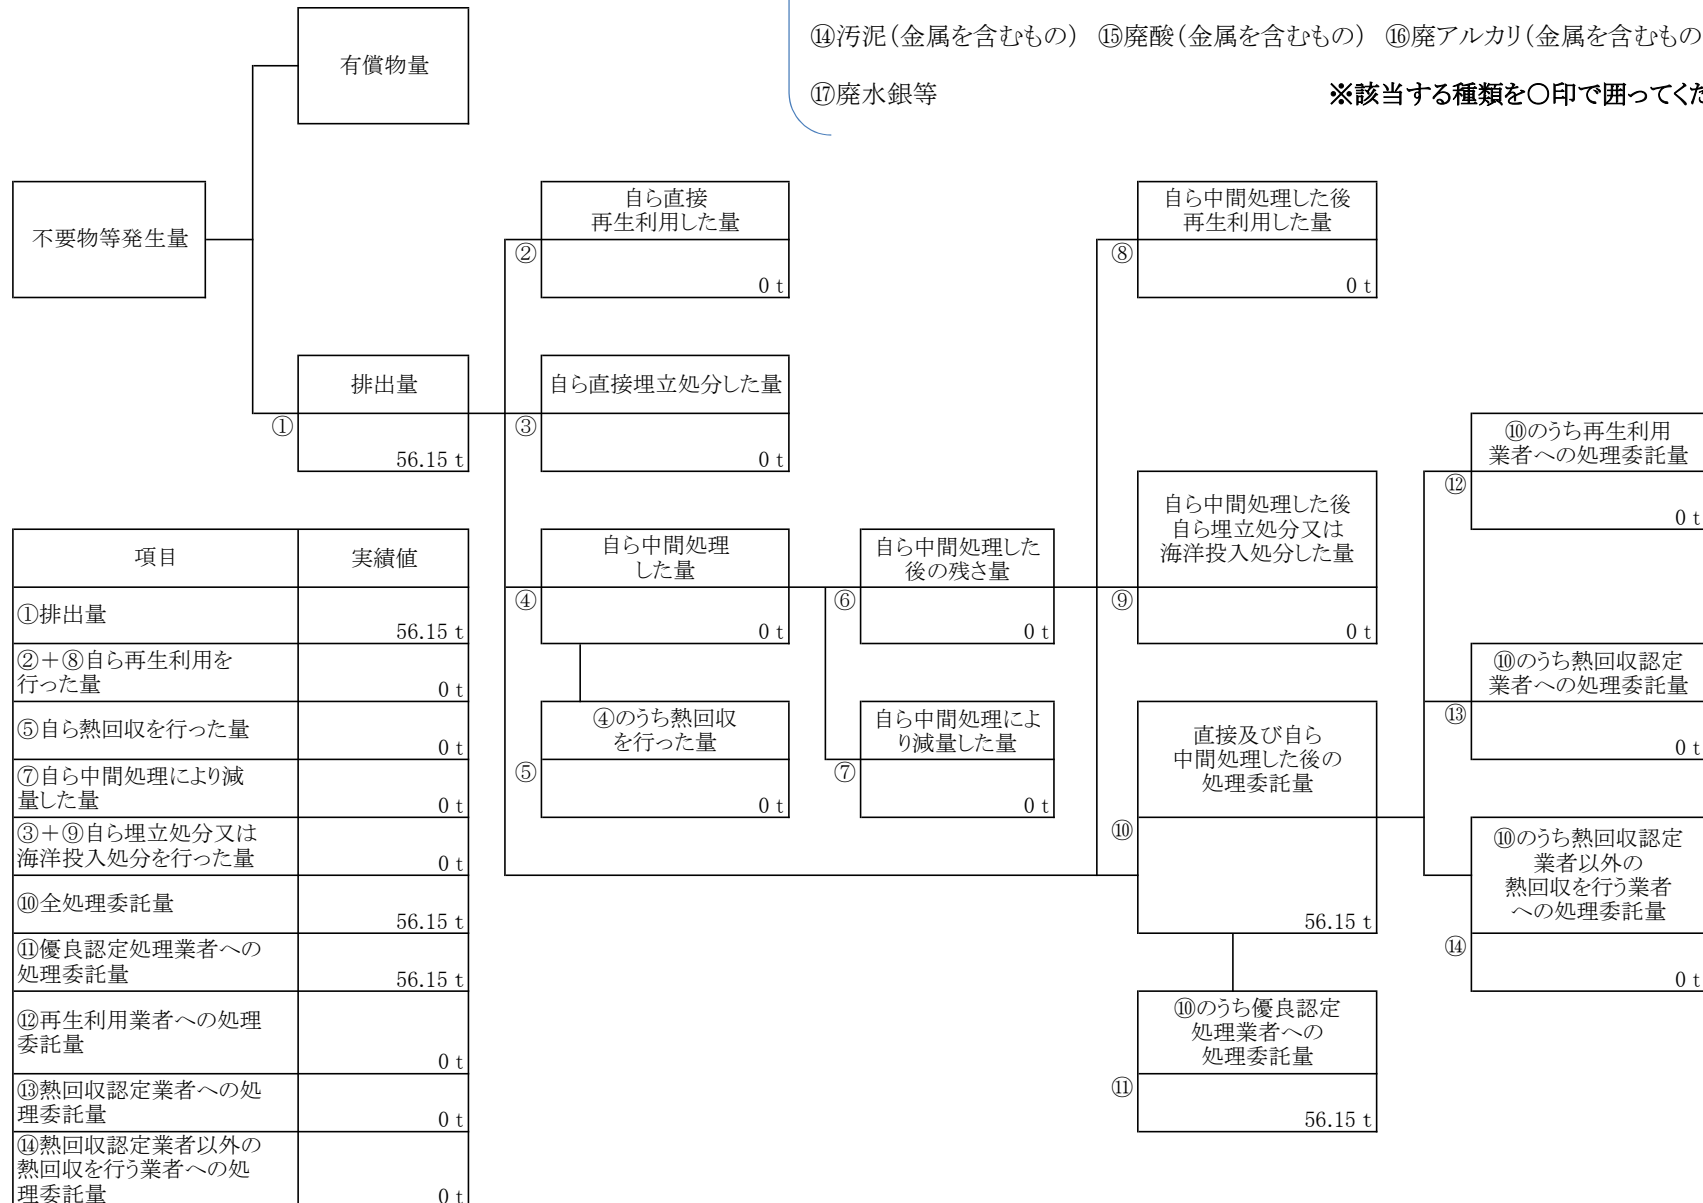 ⑭汚泥（金属を含むもの） ⑮廃酸（金属を含むもの） ⑯廃アルカリ（金属を含むもの
⑰廃水銀等
※該当する種類を○印で囲ってくだ
有償物量
不要物等発生量
排出量
①
56.15 t
自ら直接
再生利用した量
②
0 t
自ら直接埋立処分した量
③
0 t
自ら中間処理
した量
④
0 t
④のうち熱回収
を行った量
⑤
0 t
自ら中間処理した
後の残さ量
⑥
0 t
自ら中間処理によ
り減量した量
⑦
0 t
自ら中間処理した後
再生利用した量
⑧
0 t
自ら中間処理した後
自ら埋立処分又は
海洋投入処分した量
⑨
0 t
直接及び自ら
中間処理した後の
処理委託量
⑩
56.15 t
⑩のうち優良認定
処理業者への
処理委託量
⑪
56.15 t
⑩のうち再生利用
業者への処理委託量
⑫
0 t
⑩のうち熱回収認定
業者への処理委託量
⑬
0 t
⑩のうち熱回収認定
業者以外の
熱回収を行う業者
への処理委託量
⑭
0 t
項目 実績値
①排出量
56.15 t
②＋⑧自ら再生利用を
行った量
0 t
⑤自ら熱回収を行った量
0 t
⑦自ら中間処理により減
量した量
0 t
③＋⑨自ら埋立処分又は
海洋投入処分を行った量
0 t
⑩全処理委託量
56.15 t
⑪優良認定処理業者への
処理委託量
56.15 t
⑫再生利用業者への処理
委託量
0 t
⑬熱回収認定業者への処
理委託量
0 t
⑭熱回収認定業者以外の
熱回収を行う業者への処
理委託量
0 t